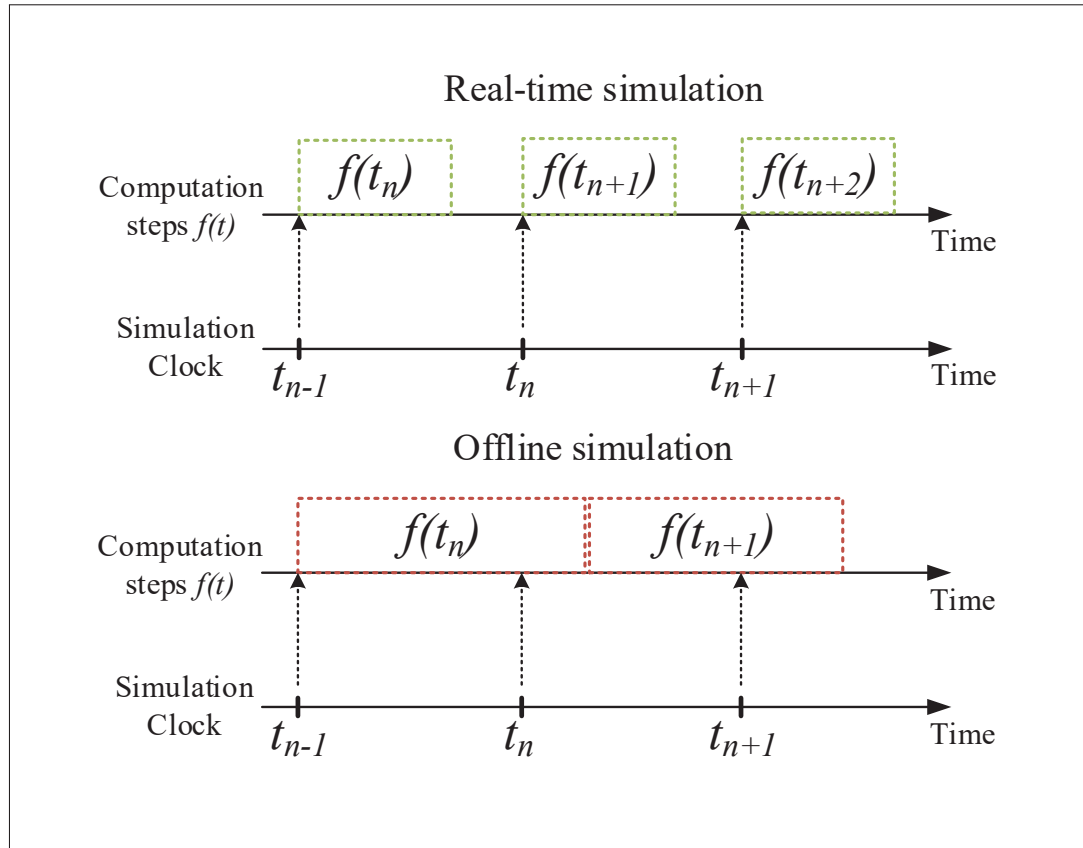 Real-time simulation
f(tn) f(tn+1) f(tn+2)
Computation
steps f(t)
Time
Simulation
Clock
tn-1 tn tn+1
Time
Offline simulation
f(tn) f(tn+1)
Computation
steps f(t)
Time
Simulation
Clock
tn-1 tn tn+1
Time